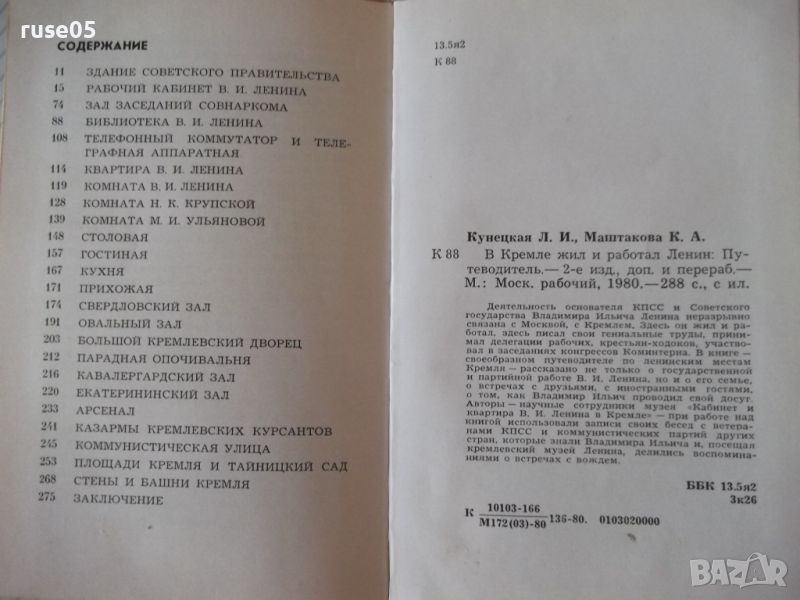 ruse05
СОДЕРЖАНИЕ
11 ЗДАНИЕ СОВЕТСКОГО ПРАВИТЕЛЬСТВА
15 РАБОЧИЙ КАБИНЕТ В. И. ЛЕНИНА
74 ЗАЛ ЗАСЕДАНИЙ СОВНАРКОМА
88 БИБЛИОТЕКА В. И. ЛЕНИНА
108 ТЕЛЕФОННЫЙ КОММУТАТОР И ТЕЛЕ-
ГРАФНАЯ АППАРАТНАЯ
114 КВАРТИРА В. И. ЛЕНИНА
119 КОМНАТА В. И. ЛЕНИНА
128 КОМНАТА Н. К. КРУПСКОЙ
139 КОМНАТА М. И. УЛЬЯНОВОЙ
148 СТОЛОВАЯ
157 ГОСТИНАЯ
167 КУХНЯ
171 ПРИХОЖАЯ
174 СВЕРДЛОВСКИЙ ЗАЛ
191 ОВАЛЬНЫЙ ЗАЛ
203 БОЛЬШОЙ КРЕМЛЕВСКИЙ ДВОРЕЦ
212 ПАРАДНАЯ ОПОЧИВАЛЬНЯ
216 КАВАЛЕРГАРДСКИЙ ЗАЛ
220 ЕКАТЕРИНИНСКИЙ ЗАЛ
233 АРСЕНАЛ
241 КАЗАРМЫ КРЕМЛЕВСКИХ КУРСАНТОВ
245 КОММУНИСТИЧЕСКАЯ УЛИЦА
253 ПЛОЩАДИ КРЕМЛЯ И ТАЙНИЦКИЙ САД
268 СТЕНЫ И БАШНИ КРЕМЛЯ
275 ЗАКЛЮЧЕНИЕ
13.5я2
К 88
Кунецкая Л. И., Маштакова К. А.
К 88 В Кремле жил и работал Ленин: Пу-
теводитель.— 2-е изд., доп. и перераб.—
М.: Моск. рабочий, 1980.—288 с., с ил.
Деятельность основателя КПСС и Советского
государства Владимира Ильича Ленина неразрывно
связана с Москвой, с Кремлем. Здесь он жил и ра-
ботал, здесь писал свои гениальные труды, прини-
мал делегации рабочих, крестьян-ходоков, участво-
вал в заседаниях конгрессов Коминтерна. В книге—
своеобразном путеводителе по ленинским местам
Кремля — рассказано не только о государственной
и партийной работе В. И. Ленина, но и о его семье,
о встречах с друзьями, с иностранными гостями,
о том, как Владимир Ильич проводил свой досуг.
Авторы—научные сотрудники музея «Кабинет и
квартира В. И. Ленина в Кремле» — при работе над
книгой использовали записи своих бесед с ветера-
нами КПСС и коммунистических партий других
стран, которые знали Владимира Ильича и, посещая
кремлевский музей Ленина, делились воспомина-
ниями о встречах с вождем.
ББК 13.5я2
3к26
К 10103-166
М172(03)-80 136-80. 0103020000
BAZAR